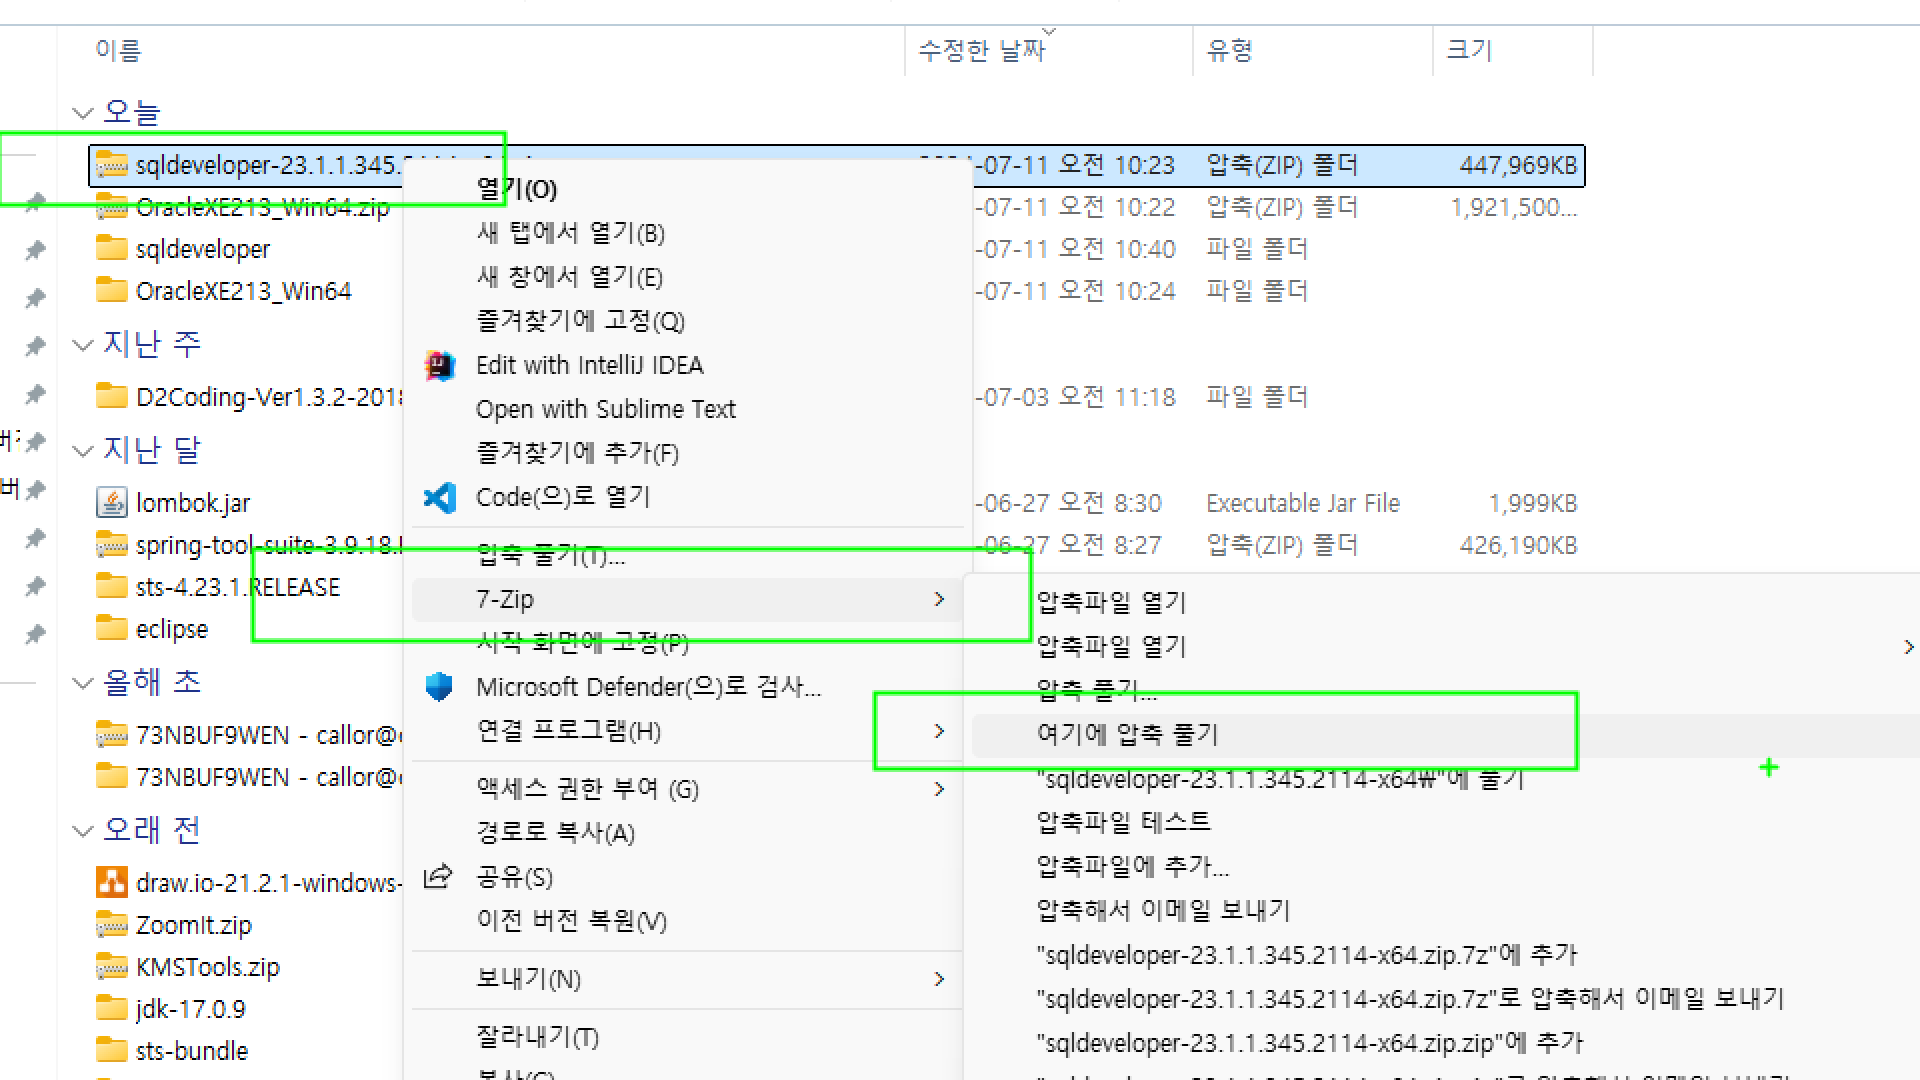 이름 수정한 날짜 유형 크기
오늘
sqldeveloper-23.1.1.345. -07-11 오전 10:23 압축(ZIP) 폴더 447,969KB
OracleXE213_Win64.zip -07-11 오전 10:22 압축(ZIP) 폴더 1,921,500...
sqldeveloper -07-11 오전 10:40 파일 폴더
OracleXE213_Win64 -07-11 오전 10:24 파일 폴더
지난 주
D2Coding-Ver1.3.2-2018 -07-03 오전 11:18 파일 폴더
지난 달
lombok.jar -06-27 오전 8:30 Executable Jar File 1,999KB
spring-tool-suite-3.9.18. -06-27 오전 8:27 압축(ZIP) 폴더 426,190KB
sts-4.23.1.RELEASE
eclipse
올해 초
73NBUF9WEN - callor@
73NBUF9WEN - callor@
오래 전
draw.io-21.2.1-windows-
ZoomIt.zip
KMSTools.zip
jdk-17.0.9
sts-bundle
열기(O)
새 탭에서 열기(B)
새 창에서 열기(E)
즐겨찾기에 고정(Q)
Edit with IntelliJ IDEA
Open with Sublime Text
즐겨찾기에 추가(F)
Code(으)로 열기
압축 풀기(T)...
7-Zip
시작 화면에 고정(P)
Microsoft Defender(으)로 검사...
연결 프로그램(H)
액세스 권한 부여 (G)
경로로 복사(A)
공유(S)
이전 버전 복원(V)
보내기(N)
잘라내기(T)
복사(C)
압축파일 열기
압축파일 열기
압축 풀기...
여기에 압축 풀기
"sqldeveloper-23.1.1.345.2114-x64₩"에 풀기
압축파일 테스트
압축파일에 추가...
압축해서 이메일 보내기
"sqldeveloper-23.1.1.345.2114-x64.zip.7z"에 추가
"sqldeveloper-23.1.1.345.2114-x64.zip.7z"로 압축해서 이메일 보내기
"sqldeveloper-23.1.1.345.2114-x64.zip.zip"에 추가